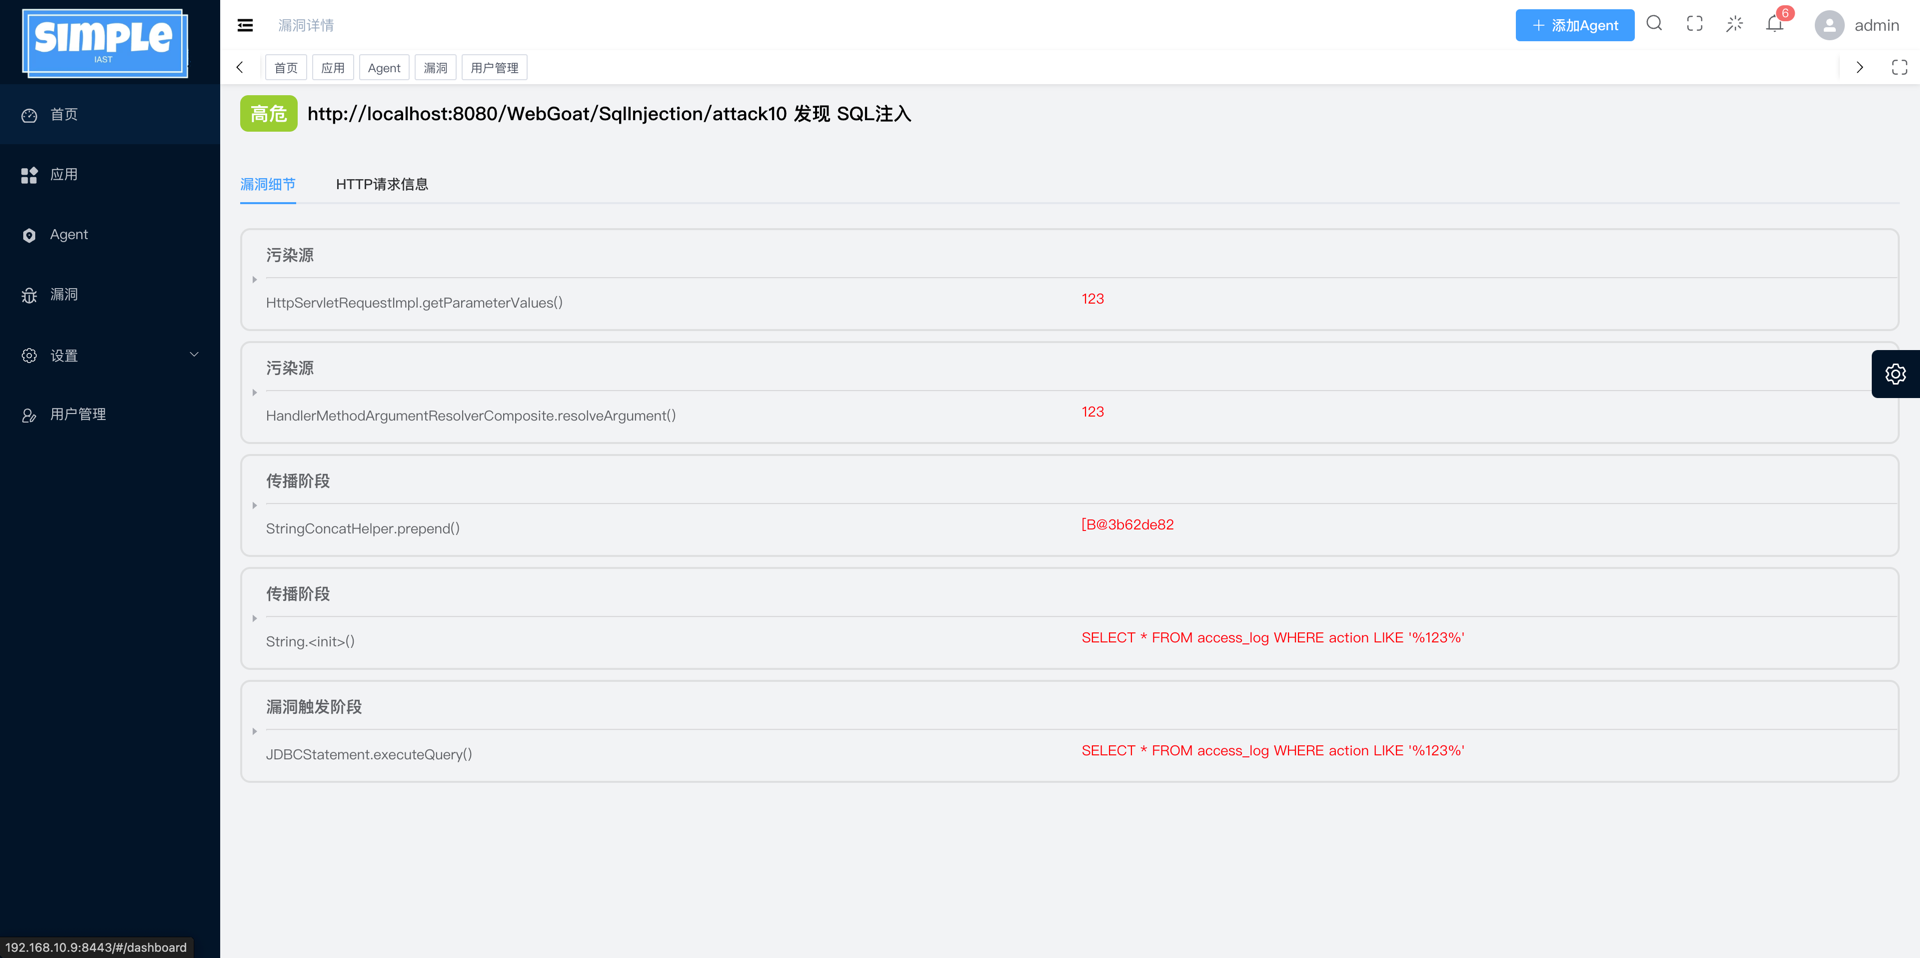 SIMPLE
IAST
首页
应用
Agent
漏洞
设置
用户管理
漏洞详情
添加Agent
6
admin
首页
应用
Agent
漏洞
用户管理
高危 http://localhost:8080/WebGoat/SqlInjection/attack10 发现 SQL注入
漏洞细节
HTTP请求信息
污染源
HttpServletRequestImpl.getParameterValues()
123
污染源
HandlerMethodArgumentResolverComposite.resolveArgument()
123
传播阶段
StringConcatHelper.prepend()
[B@3b62de82
传播阶段
String.<init>()
SELECT * FROM access_log WHERE action LIKE '%123%'
漏洞触发阶段
JDBCStatement.executeQuery()
SELECT * FROM access_log WHERE action LIKE '%123%'
192.168.10.9:8443/#/dashboard